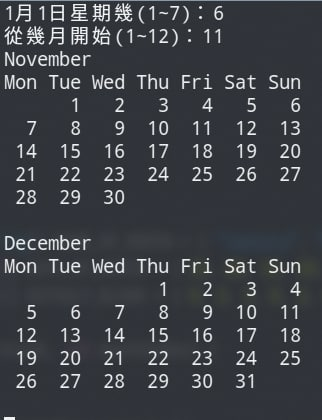 1月1日星期幾(1~7)：6
從幾月開始(1~12)：11
November
Mon Tue Wed Thu Fri Sat Sun
      1   2   3   4   5   6
  7   8   9  10  11  12  13
 14  15  16  17  18  19  20
 21  22  23  24  25  26  27
 28  29  30

December
Mon Tue Wed Thu Fri Sat Sun
              1   2   3   4
  5   6   7   8   9  10  11
 12  13  14  15  16  17  18
 19  20  21  22  23  24  25
 26  27  28  29  30  31